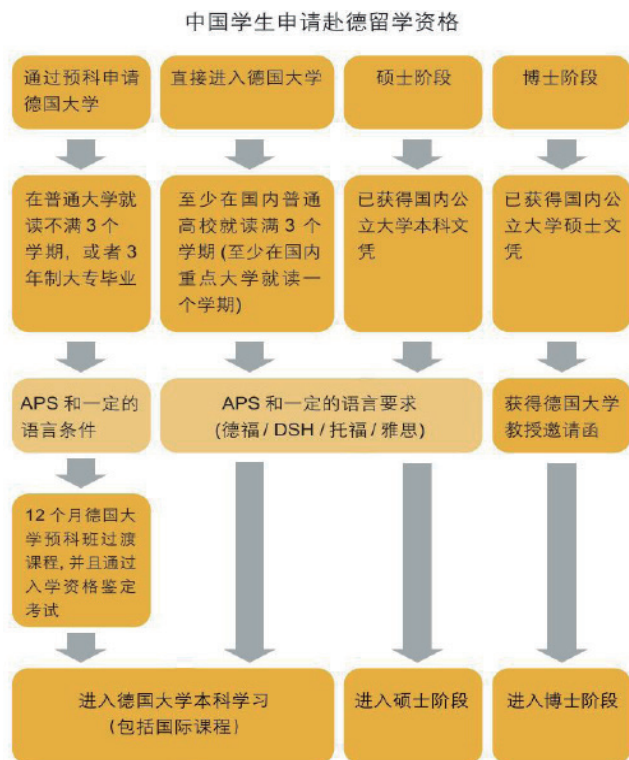 中国学生申请赴德留学资格
通过预科申请
德国大学
直接进入德国大学
硕士阶段
博士阶段
在普通大学就
读不满3个
学期，或者3
年制大专毕业
至少在国内普通
高校就读满3个
学期(至少在国内
重点大学就读一
个学期)
已获得国内公
立大学本科文
凭
已获得国内公
立大学硕士文
凭
APS和一定的
语言条件
APS和一定的语言要求
(德福/DSH/托福/雅思)
获得德国大学
教授邀请函
12个月德国大
学预科班过渡
课程,并且通过
入学资格鉴定
考试
进入德国大学本科学习
(包括国际课程)
进入硕士阶段
进入博士阶段